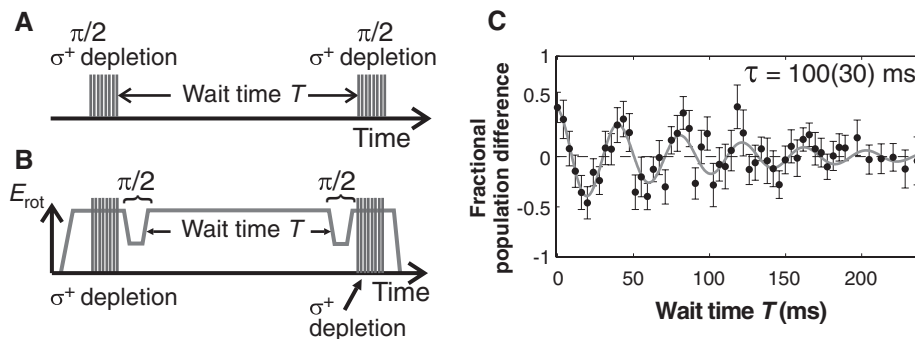 A
π/2
σ+ depletion
π/2
σ+ depletion
Wait time T
Time
B
Erot
π/2
π/2
Wait time T
Time
σ+ depletion
σ+
depletion
C
τ = 100(30) ms
Fractional
population difference
1
0.5
0
-0.5
-1
0
50
100
150
200
Wait time T (ms)